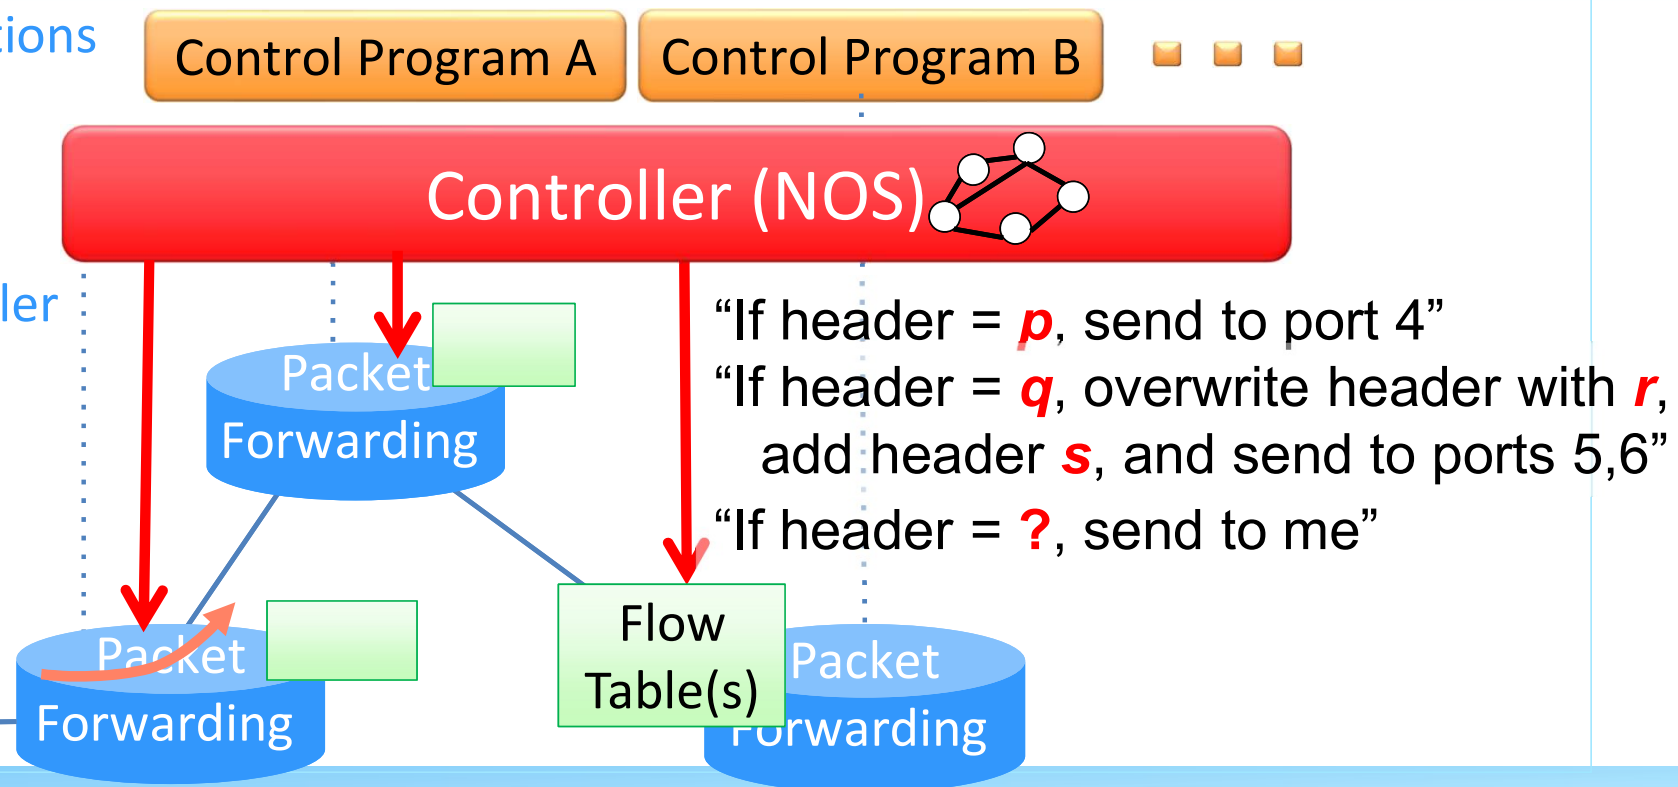 tions
Control Program A
Control Program B
Controller (NOS)
ler
“If header = p, send to port 4”
“If header = q, overwrite header with r,
add header s, and send to ports 5,6”
“If header = ?, send to me”
Packet
Forwarding
Flow
Table(s)
Packet
Forwarding
Packet
Forwarding